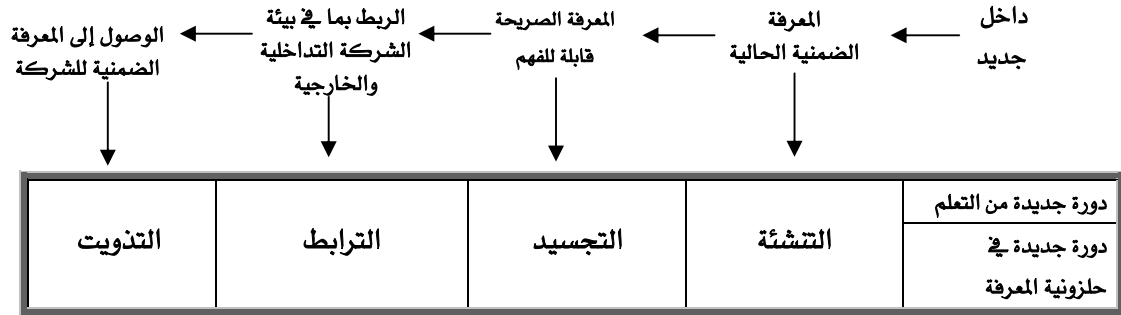 داخل
جديد
المعرفة
الضمنية الحالية
المعرفة الصريحة
قابلة للفهم
الربط بما في بيئة
الشركة التداخلية
والخارجية
الوصول إلى المعرفة
الضمنية للشركة
دورة جديدة من التعلم
دورة جديدة في
حلزونية المعرفة
التنشئة
التجسيد
الترابط
التذويت